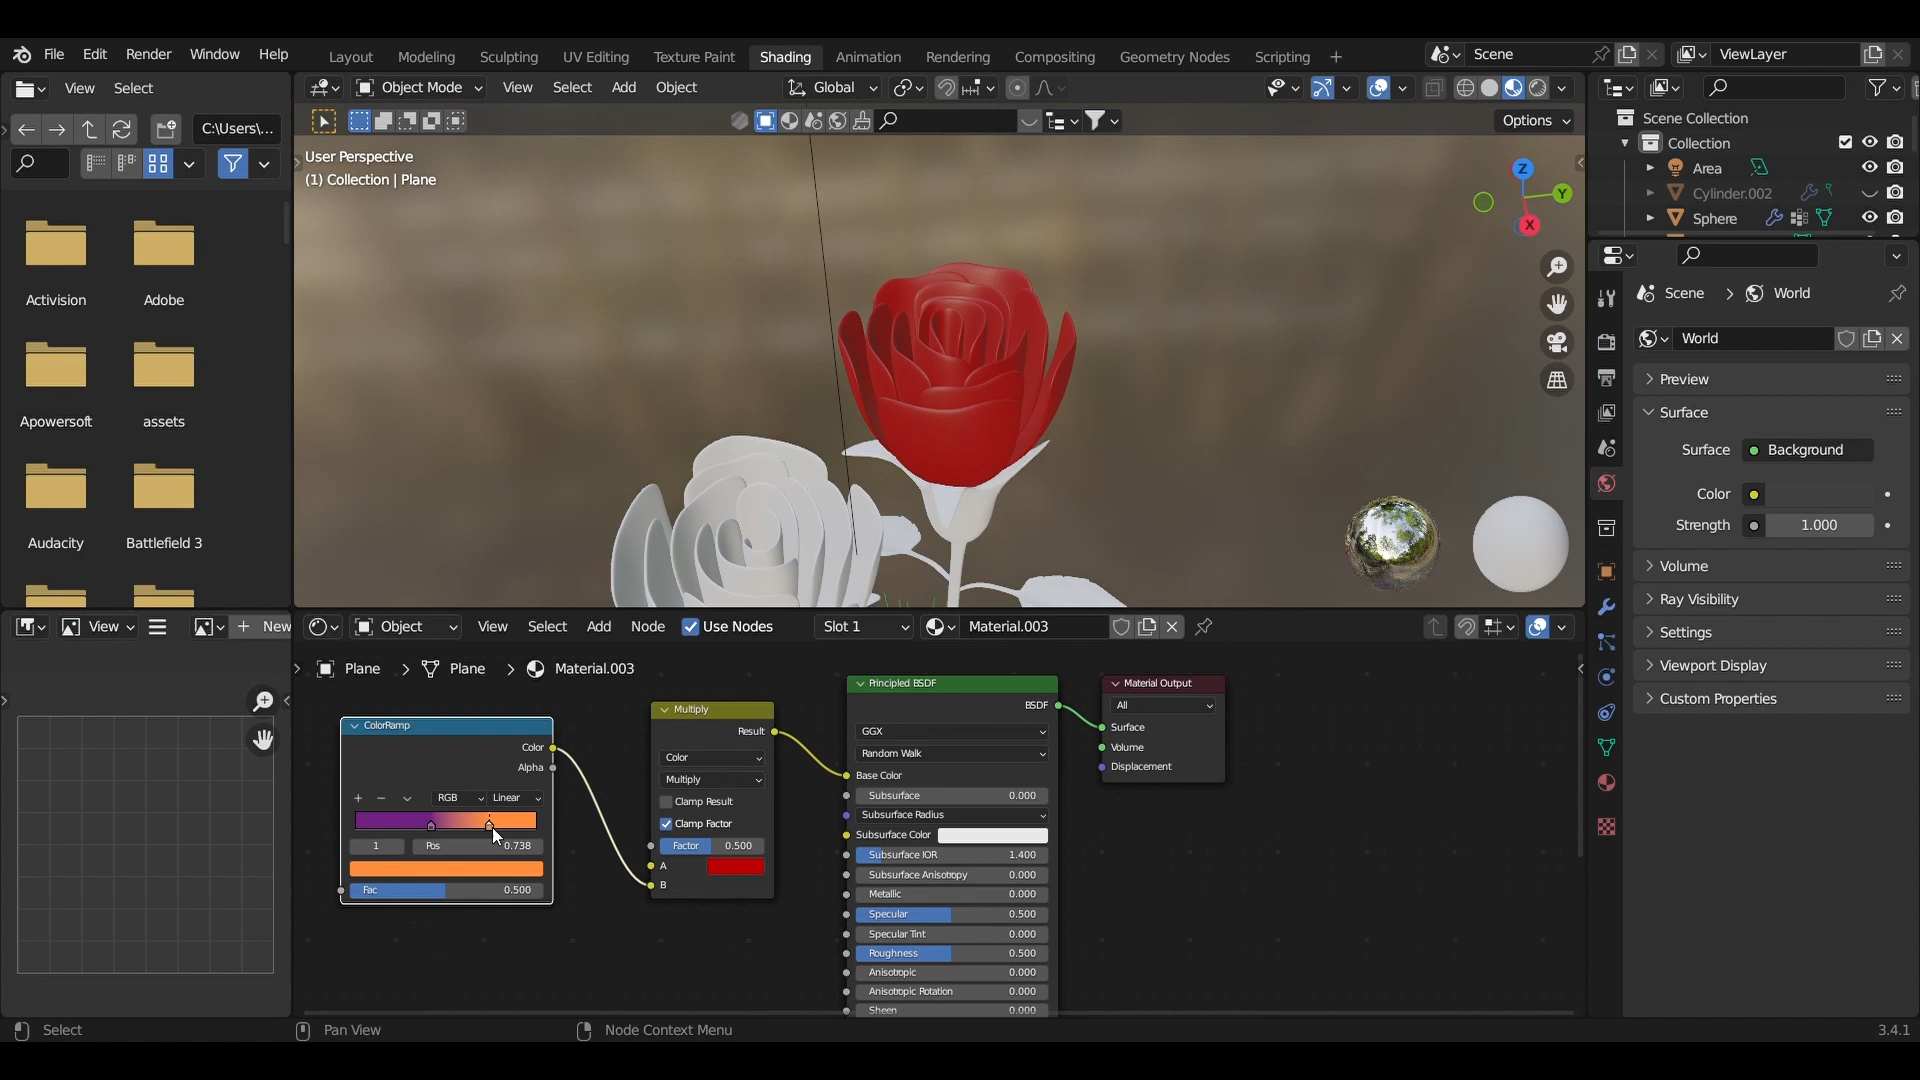 File Edit Render Window Help
Layout Modeling Sculpting UV Editing Texture Paint Shading Animation Rendering Compositing Geometry Nodes Scripting +
Scene
ViewLayer
View Select
C:\Users\...
Activision Adobe
Apowersoft assets
Audacity Battlefield 3
Object Mode View Select Add Object
Global
Options
User Perspective
(1) Collection | Plane
Z
Y
X
Scene Collection
Collection
Area
Cylinder.002
Sphere
Scene > World
World
Preview
Surface
Surface Background
Color
Strength 1.000
Volume
Ray Visibility
Settings
Viewport Display
Custom Properties
View + New
Object View Select Add Node Use Nodes Slot 1 Material.003
Plane > Plane > Material.003
ColorRamp
Color
Alpha
+ − RGB Linear
1 Pos 0.738
Fac 0.500
Multiply
Result
Color
Multiply
Clamp Result
Clamp Factor
Factor 0.500
A
B
Principled BSDF
BSDF
GGX
Random Walk
Base Color
Subsurface 0.000
Subsurface Radius
Subsurface Color
Subsurface IOR 1.400
Subsurface Anisotropy 0.000
Metallic 0.000
Specular 0.500
Specular Tint 0.000
Roughness 0.500
Anisotropic 0.000
Anisotropic Rotation 0.000
Sheen 0.000
Material Output
All
Surface
Volume
Displacement
Select Pan View Node Context Menu 3.4.1